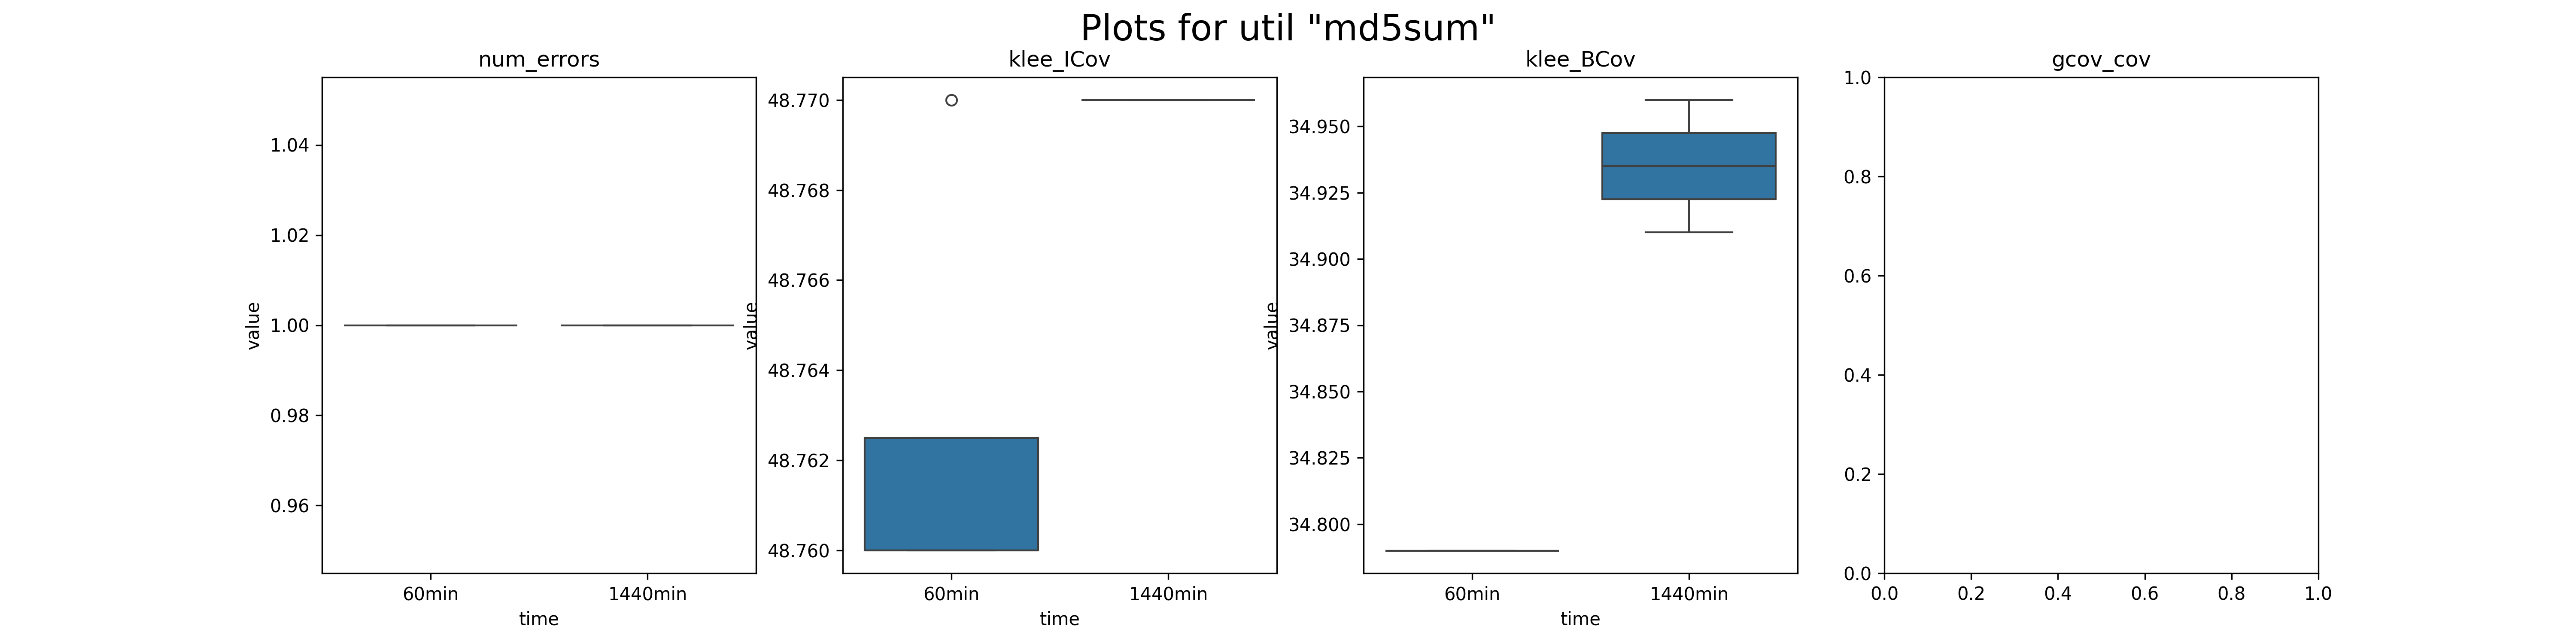 Plots for util "md5sum"
num_errors
klee_ICov
klee_BCov
gcov_cov
value
1.04
1.02
1.00
0.98
0.96
60min
1440min
time
value
48.770
48.768
48.766
48.764
48.762
48.760
60min
1440min
time
value
34.950
34.925
34.900
34.875
34.850
34.825
34.800
60min
1440min
time
1.0
0.8
0.6
0.4
0.2
0.0
0.0
0.2
0.4
0.6
0.8
1.0